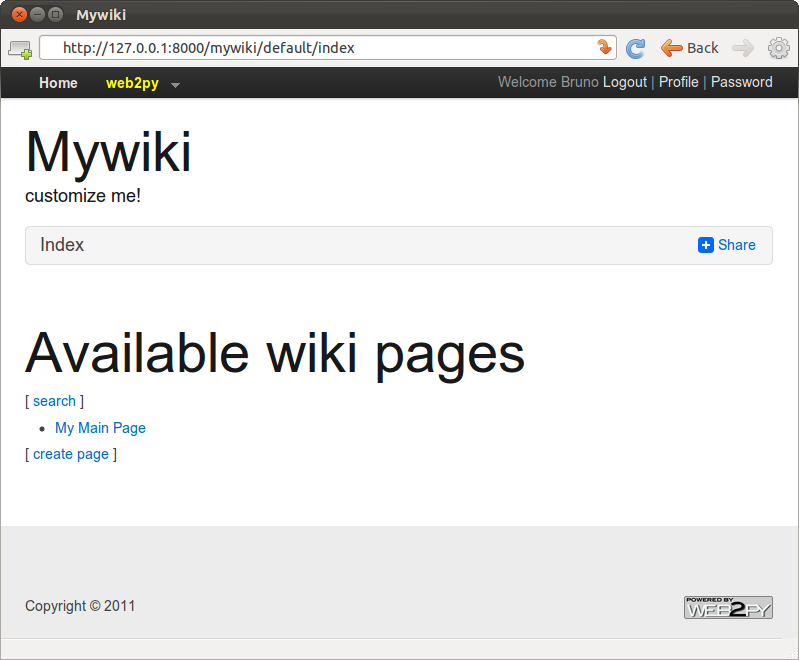 Mywiki
http://127.0.0.1:8000/mywiki/default/index
Back
Home web2py Welcome Bruno Logout | Profile | Password
Mywiki
customize me!
Index Share
Available wiki pages
[ search ]
• My Main Page
[ create page ]
Copyright © 2011
POWERED BY
WEB2PY